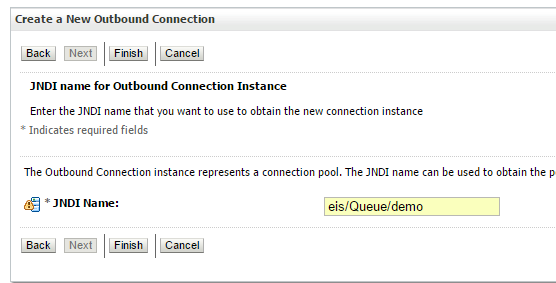 Create a New Outbound Connection
Back Next Finish Cancel
JNDI name for Outbound Connection Instance
Enter the JNDI name that you want to use to obtain the new connection instance
* Indicates required fields
The Outbound Connection instance represents a connection pool. The JNDI name can be used to obtain the
* JNDI Name: eis/Queue/demo
Back Next Finish Cancel